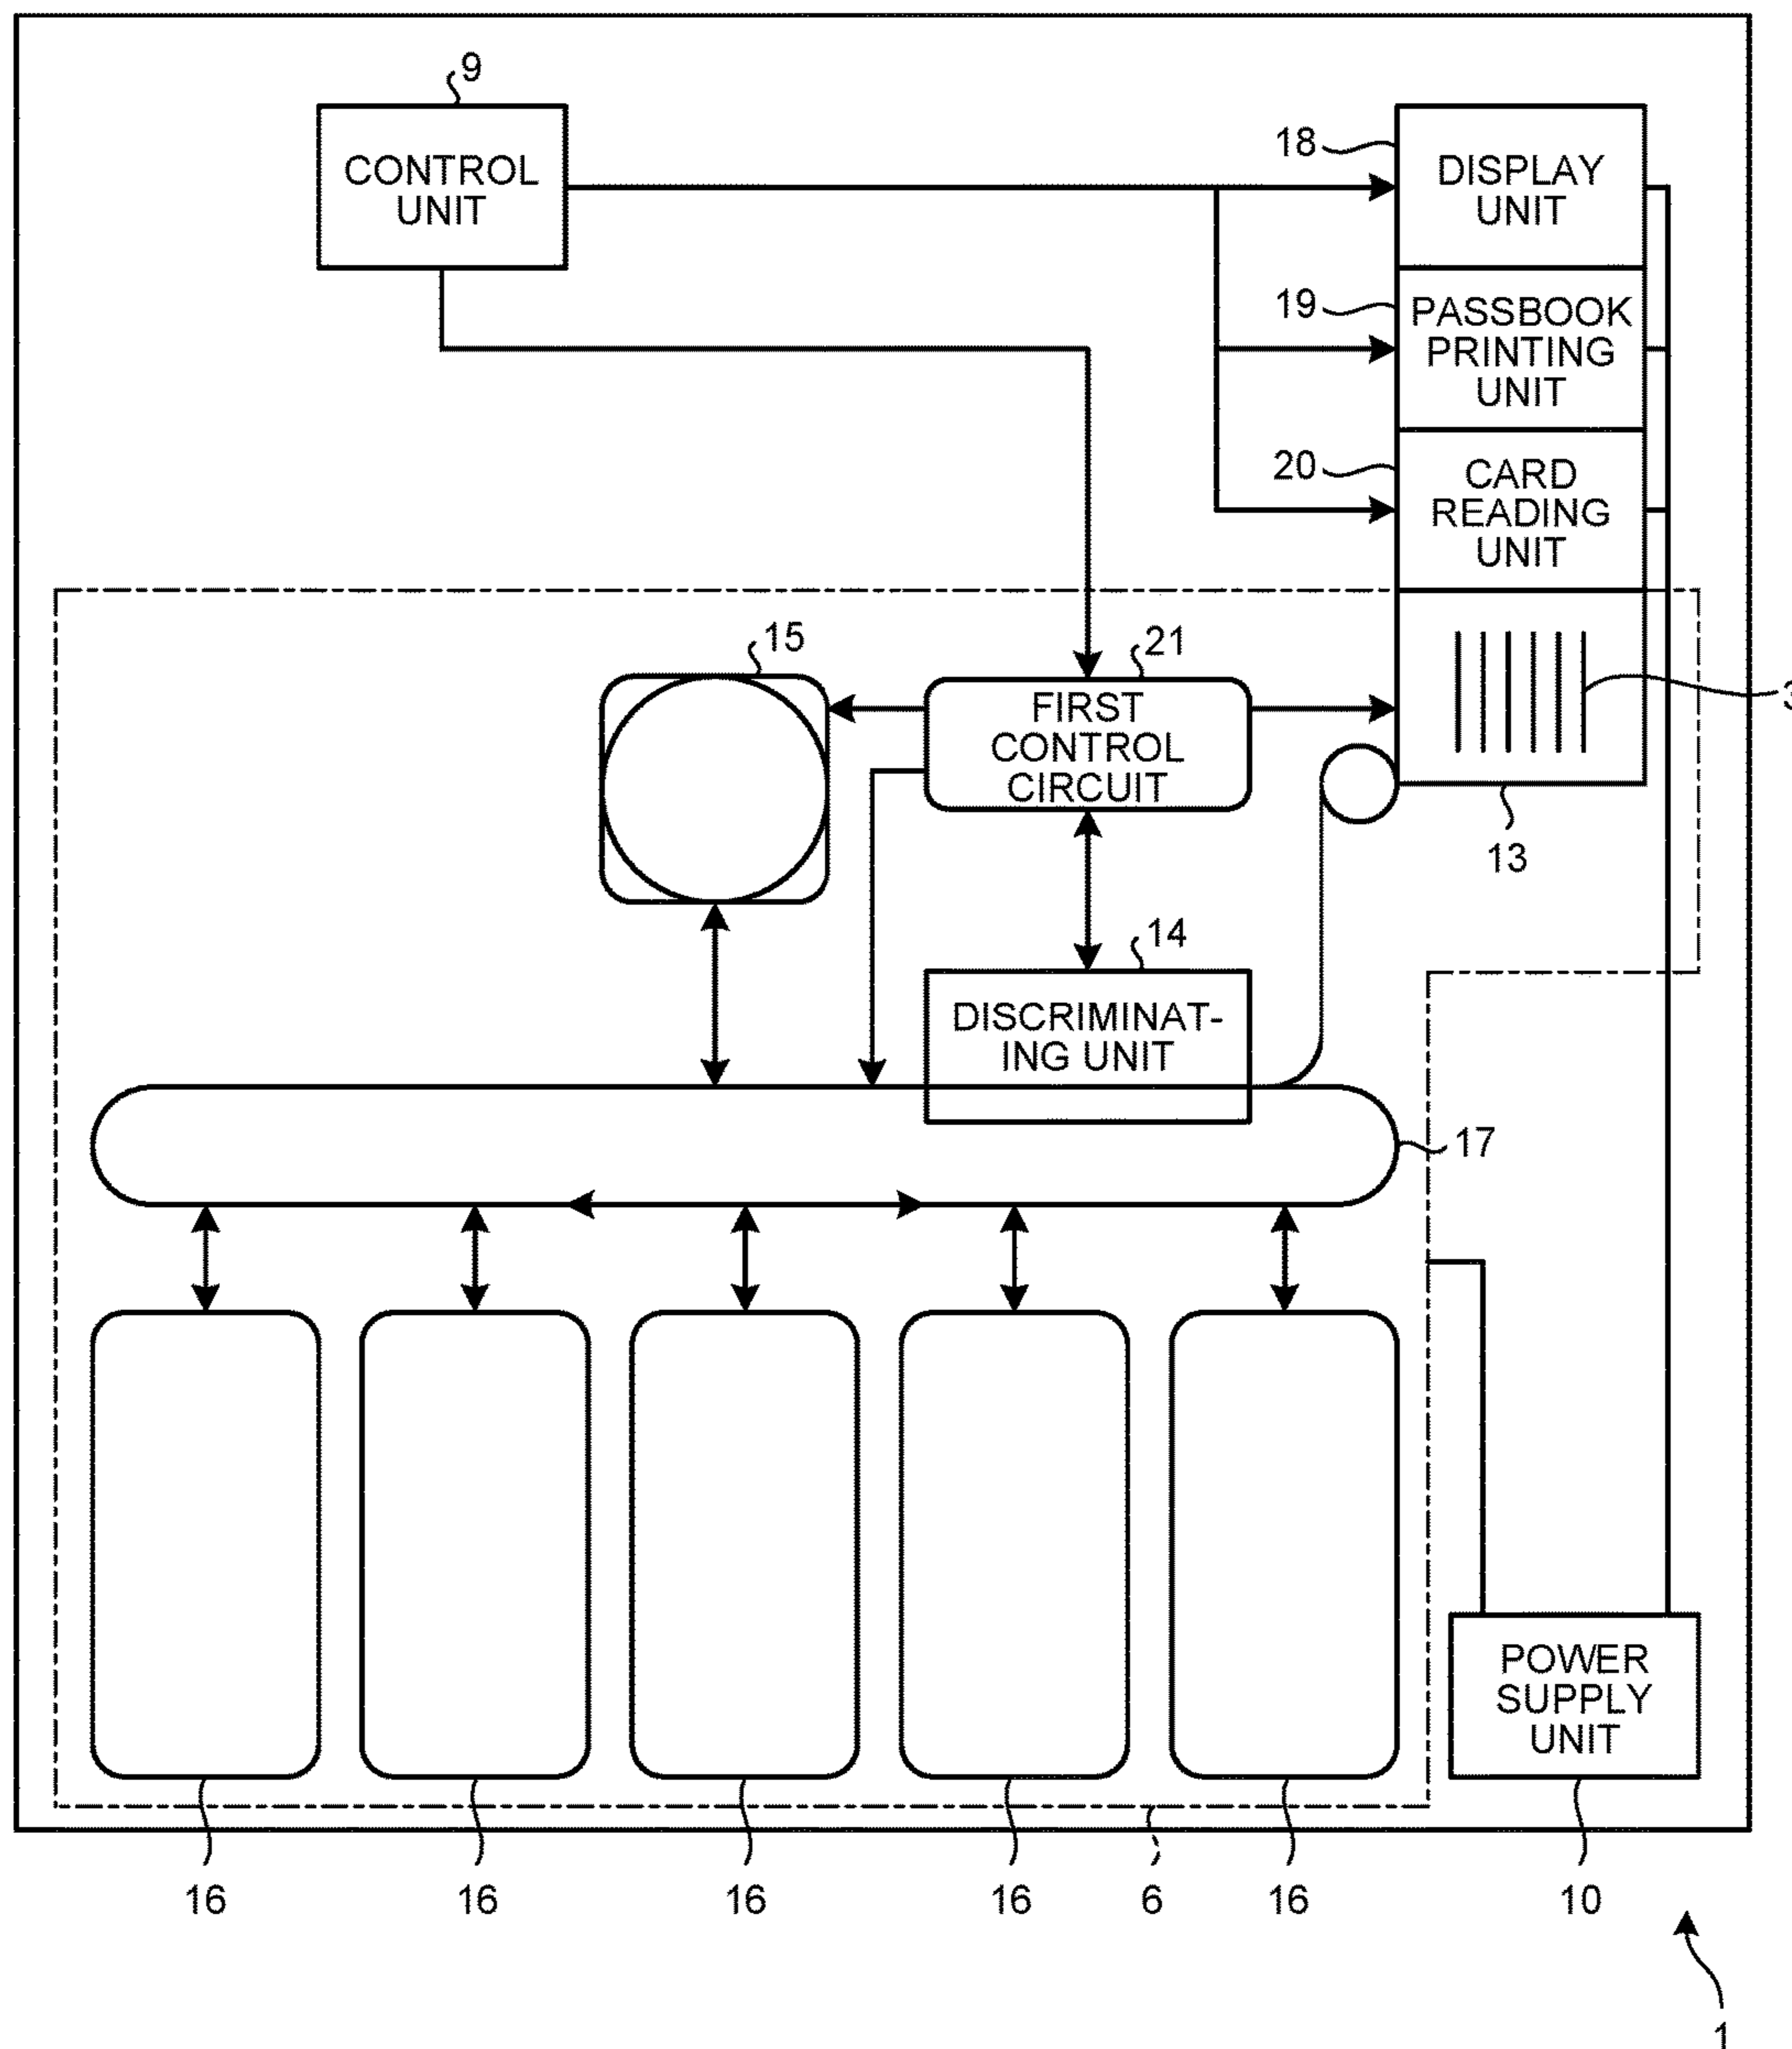 9
CONTROL
UNIT
18
DISPLAY
UNIT
19
PASSBOOK
PRINTING
UNIT
20
CARD
READING
UNIT
15
21
FIRST
CONTROL
CIRCUIT
3
13
14
DISCRIMINAT-
ING UNIT
17
POWER
SUPPLY
UNIT
16
16
16
16
6
16
10
1